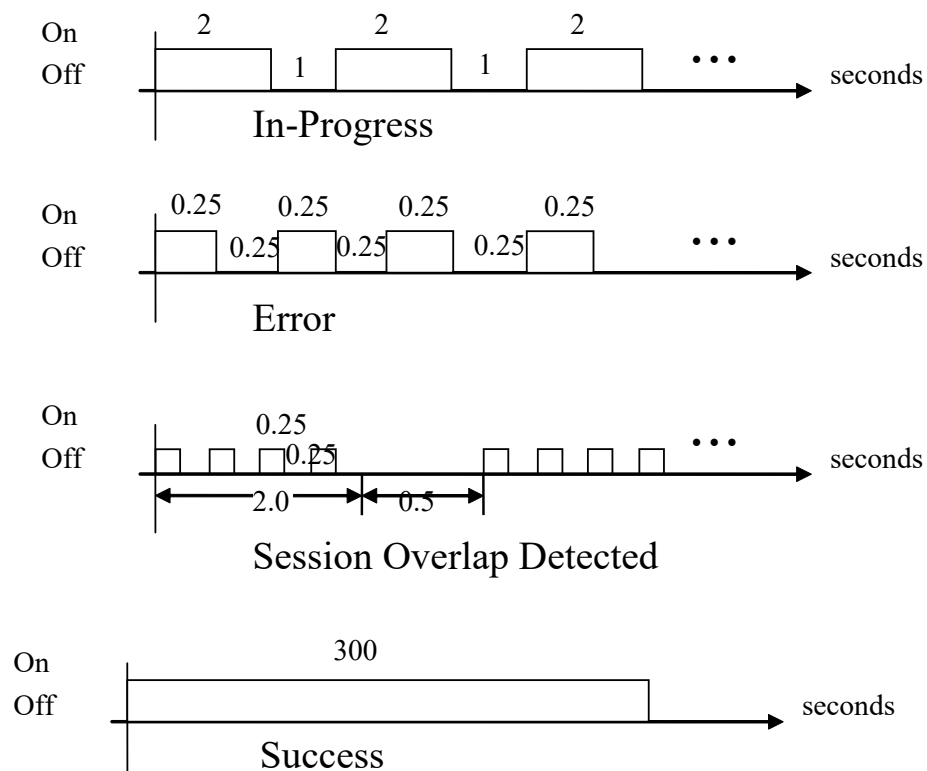 On 2 2 2
Off 1 1 ... seconds
In-Progress
On 0.25 0.25 0.25 0.25
Off 0.25 0.25 0.25 ... seconds
Error
On 0.25
Off 0.25 ... seconds
2.0 0.5
Session Overlap Detected
On 300
Off seconds
Success